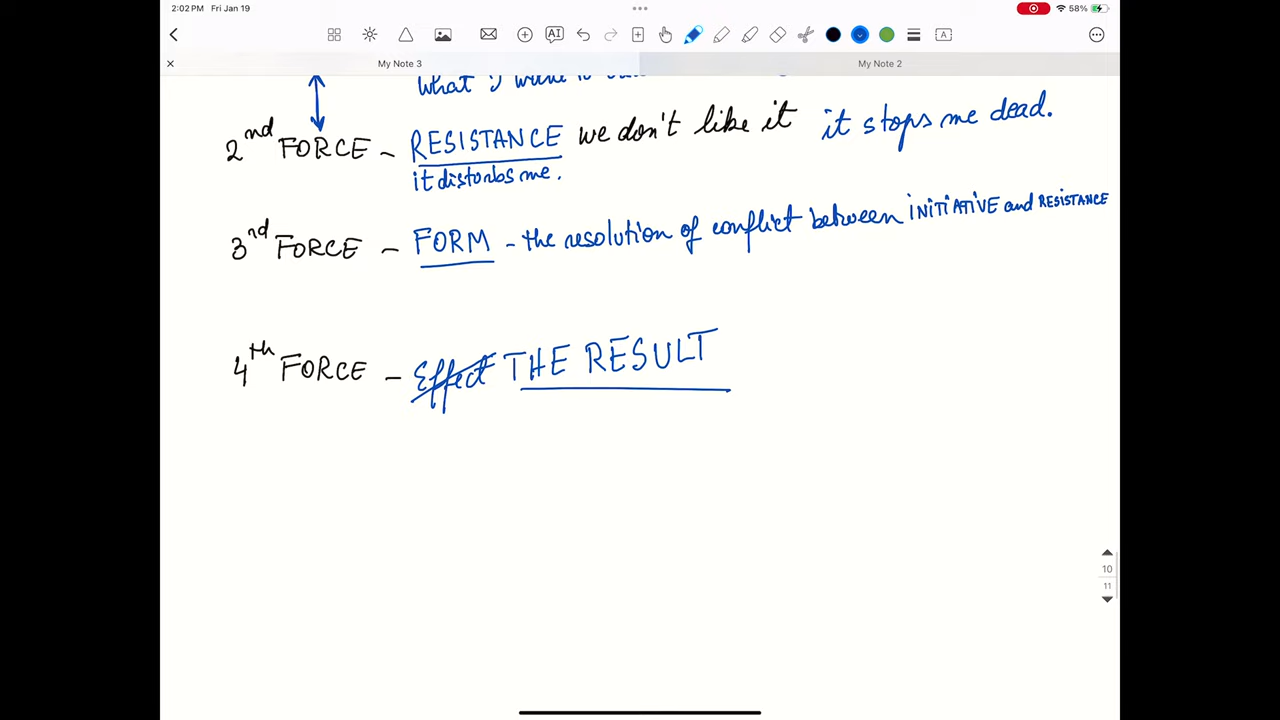 2:02 PM Fri Jan 19
58%
My Note 3
My Note 2
what I
2nd FORCE – RESISTANCE we don't like it it stops me dead.
it disturbs me.
3rd FORCE – FORM – the resolution of conflict between INITIATIVE and RESISTANCE
4th FORCE – Effect THE RESULT
10
11